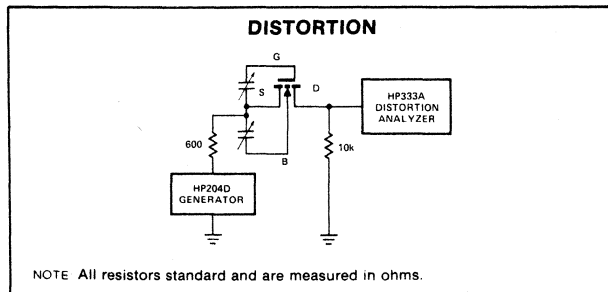 DISTORTION
G
S
D
HP333A
DISTORTION
ANALYZER
600
10k
B
HP204D
GENERATOR
NOTE All resistors standard and are measured in ohms.